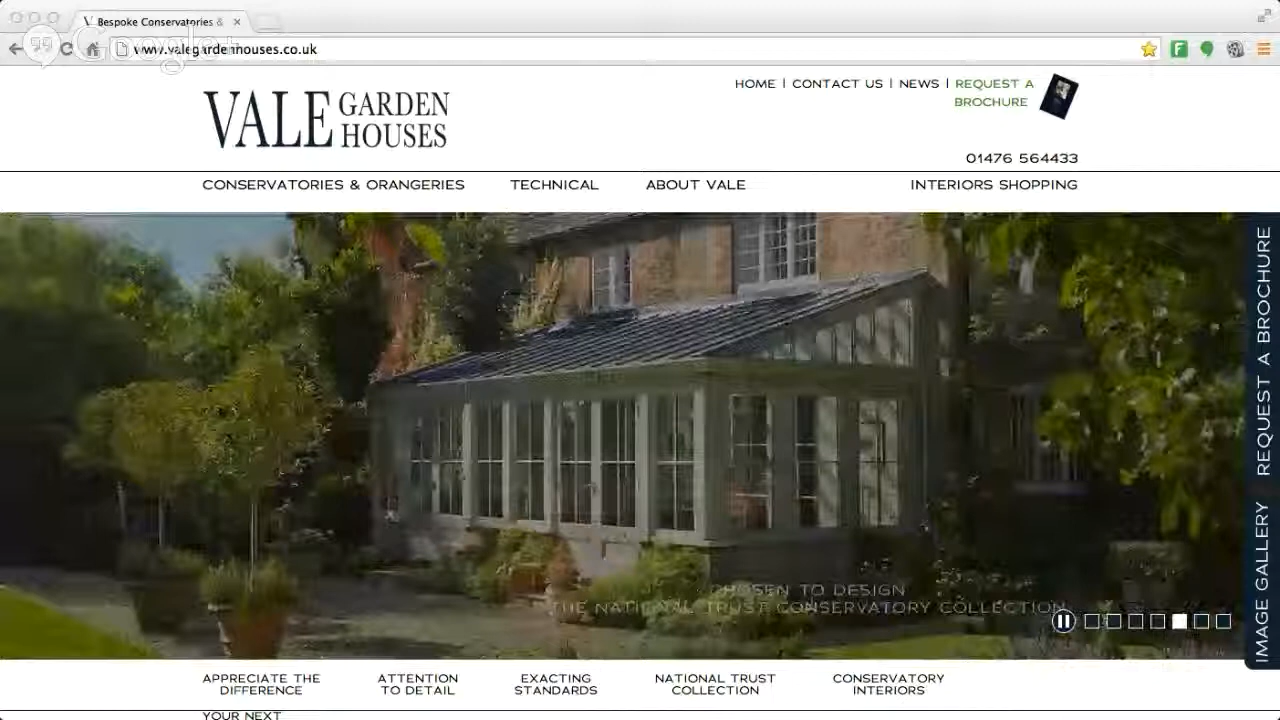 V Bespoke Conservatories &
Google+
www.valegardenhouses.co.uk
HOME | CONTACT US | NEWS | REQUEST A
BROCHURE
VALE GARDEN
HOUSES
01476 564433
CONSERVATORIES & ORANGERIES TECHNICAL ABOUT VALE INTERIORS SHOPPING
REQUEST A BROCHURE
IMAGE GALLERY
CHOSEN TO DESIGN
THE NATIONAL TRUST CONSERVATORY COLLECTION
APPRECIATE THE ATTENTION EXACTING NATIONAL TRUST CONSERVATORY
DIFFERENCE TO DETAIL STANDARDS COLLECTION INTERIORS
YOUR NEXT